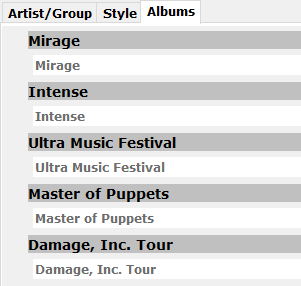 Artist/Group Style Albums
Mirage
Mirage
Intense
Intense
Ultra Music Festival
Ultra Music Festival
Master of Puppets
Master of Puppets
Damage, Inc. Tour
Damage, Inc. Tour